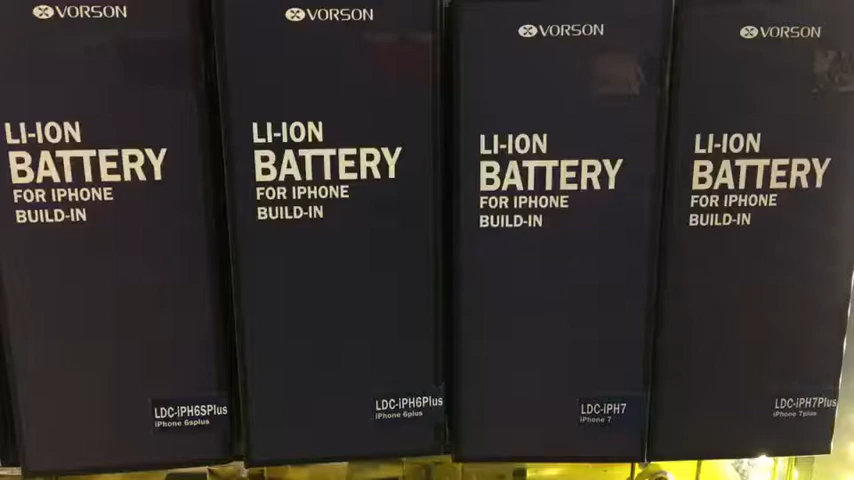 VORSON
LI-ION
BATTERY
FOR IPHONE
BUILD-IN
LDC-iPH6SPlus
iPhone 6splus
VORSON
LI-ION
BATTERY
FOR IPHONE
BUILD-IN
LDC-iPH6Plus
iPhone 6plus
VORSON
LI-ION
BATTERY
FOR IPHONE
BUILD-IN
LDC-iPH7
iPhone 7
VORSON
LI-ION
BATTERY
FOR IPHONE
BUILD-IN
LDC-iPH7Plus
iPhone 7plus